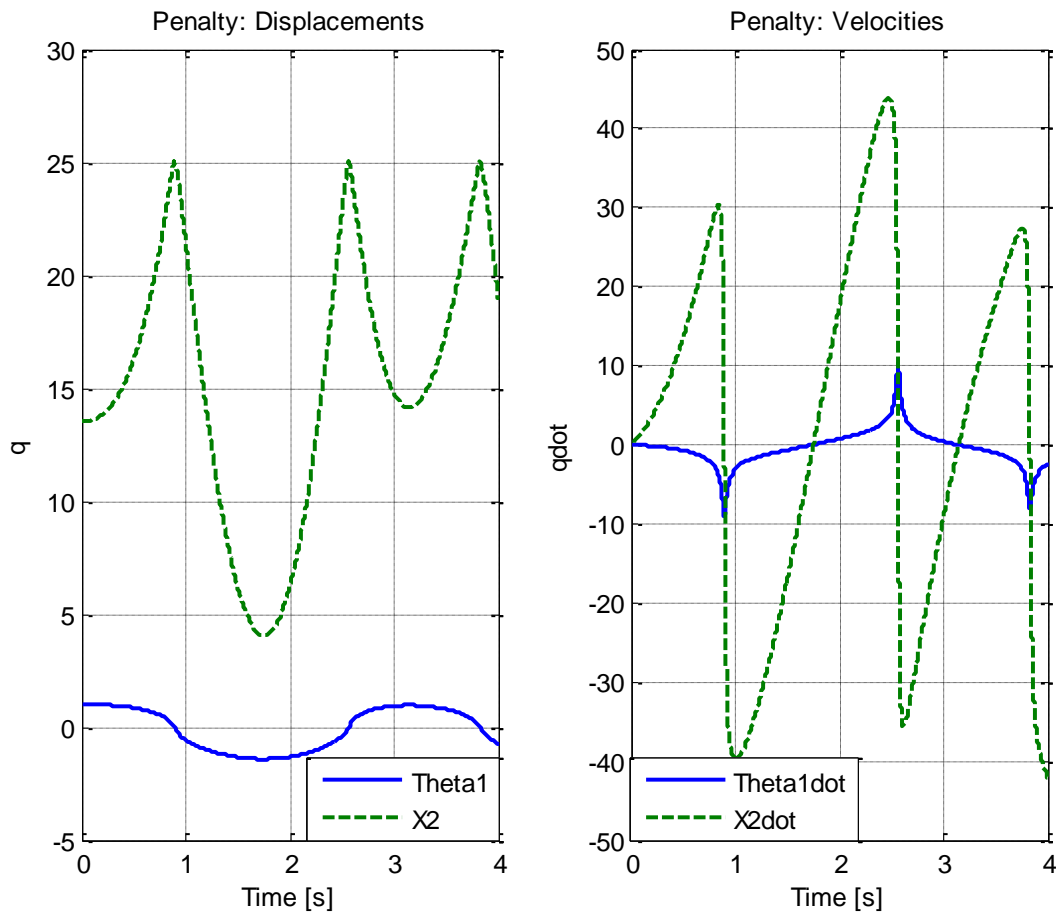 Penalty: Displacements
30
25
20
15
10
5
0
-5
q
0 1 2 3 4
Time [s]
Theta1
X2
Penalty: Velocities
50
40
30
20
10
0
-10
-20
-30
-40
-50
qdot
0 1 2 3 4
Time [s]
Theta1dot
X2dot